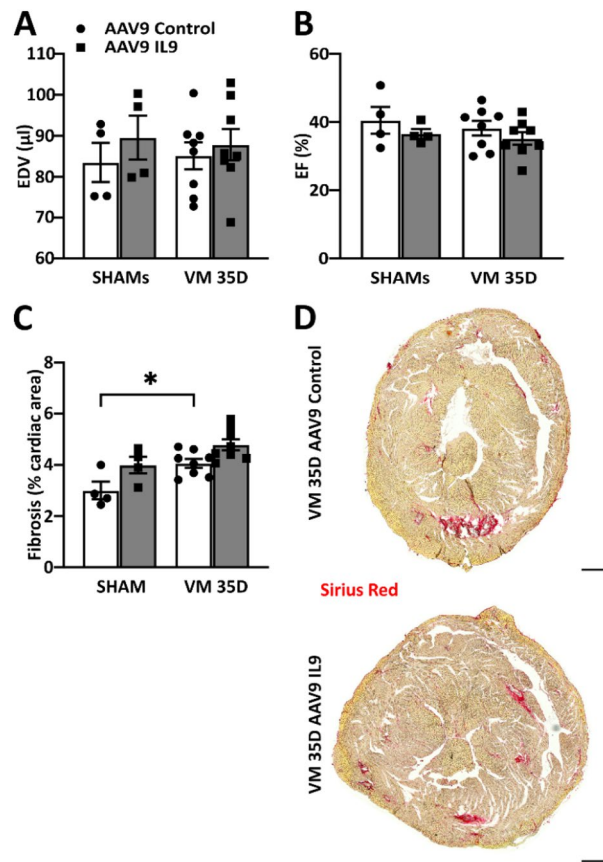 A
● AAV9 Control
■ AAV9 IL9
B
EDV (µl)
100
100
90
80
70
60
SHAMs
VM 35D
EF (%)
60
40
20
0
SHAMs
VM 35D
C
D
Fibrosis (% cardiac area)
8
6
4
2
0
*
SHAM
VM 35D
VM 35D AAV9 Control
Sirius Red
VM 35D AAV9 IL9